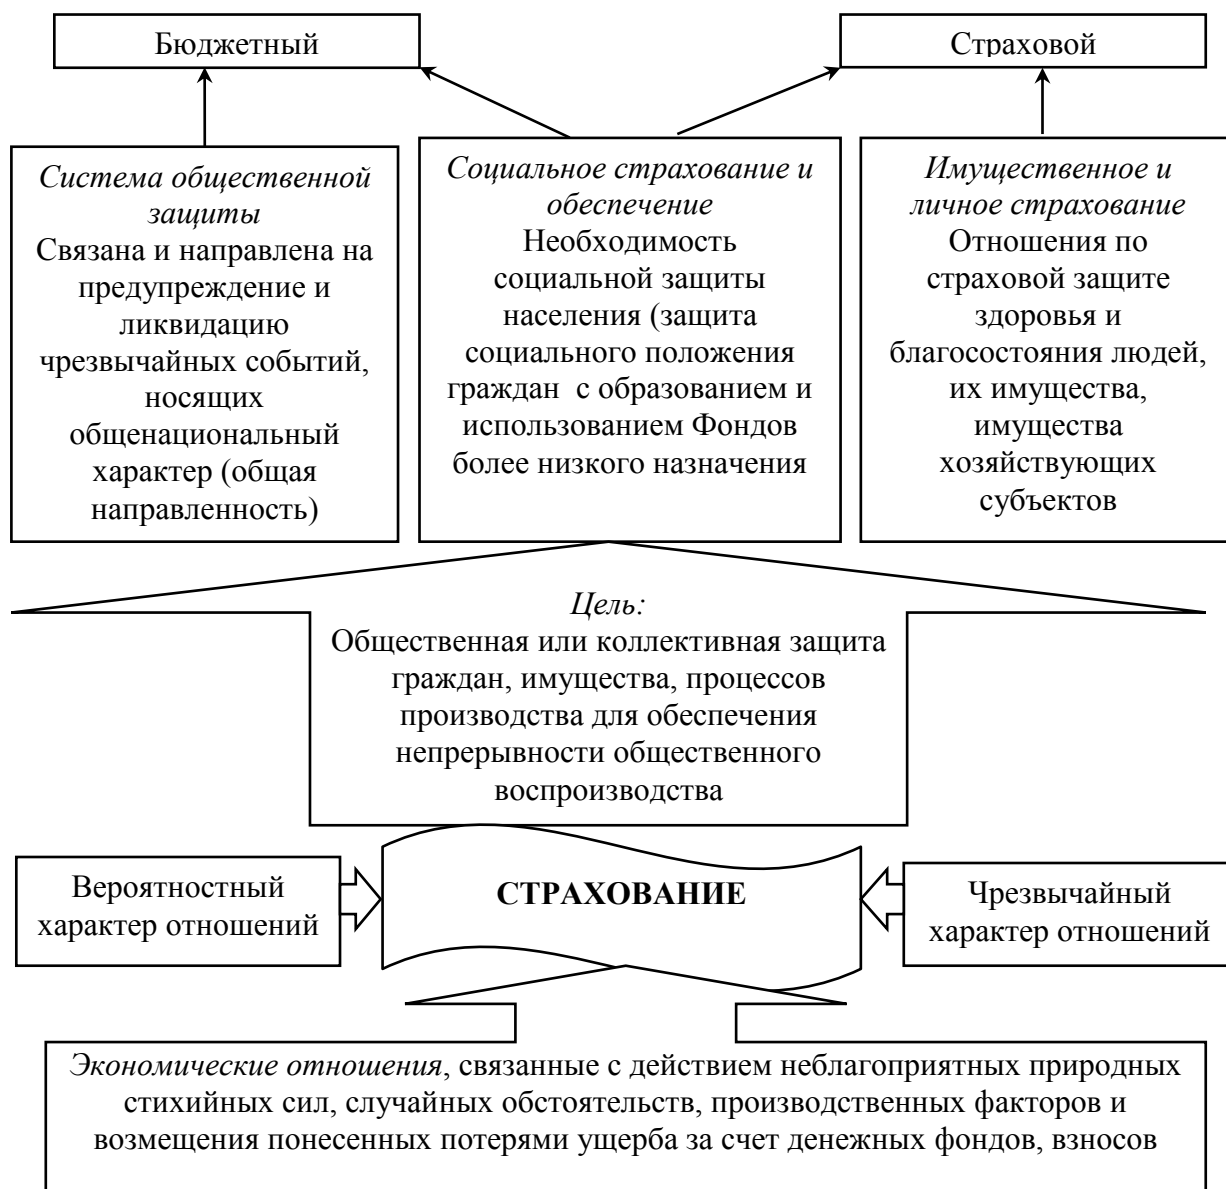 Бюджетный
Страховой
Система общественной
защиты
Связана и направлена на
предупреждение и
ликвидацию
чрезвычайных событий,
носящих
общенациональный
характер (общая
направленность)
Социальное страхование и
обеспечение
Необходимость
социальной защиты
населения (защита
социального положения
граждан с образованием и
использованием Фондов
более низкого назначения
Имущественное и
личное страхование
Отношения по
страховой защите
здоровья и
благосостояния людей,
их имущества,
имущества
хозяйствующих
субъектов
Цель:
Общественная или коллективная защита
граждан, имущества, процессов
производства для обеспечения
непрерывности общественного
воспроизводства
Вероятностный
характер отношений
СТРАХОВАНИЕ
Чрезвычайный
характер отношений
Экономические отношения, связанные с действием неблагоприятных природных
стихийных сил, случайных обстоятельств, производственных факторов и
возмещения понесенных потерями ущерба за счет денежных фондов, взносов